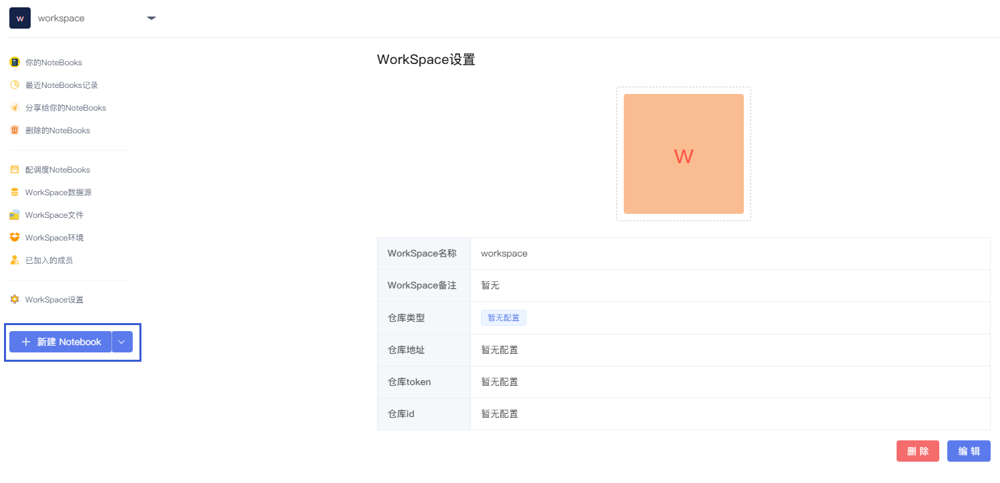 w workspace
你的NoteBooks
最近NoteBooks记录
分享给你的NoteBooks
删除的NoteBooks
配调度NoteBooks
WorkSpace数据源
WorkSpace文件
WorkSpace环境
已加入的成员
WorkSpace设置
新建 Notebook
WorkSpace设置
W
WorkSpace名称 workspace
WorkSpace备注 暂无
仓库类型 暂无配置
仓库地址 暂无配置
仓库token 暂无配置
仓库id 暂无配置
删 除 编 辑